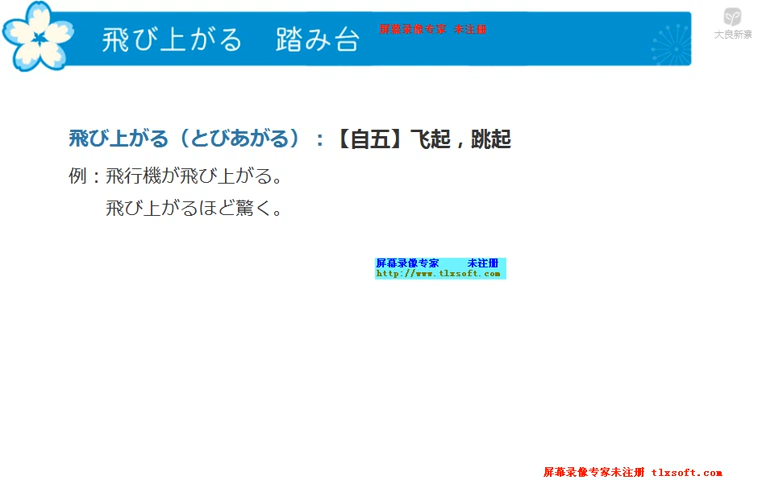 飛び上がる　踏み台
屏幕录像专家 未注册
飛び上がる（とびあがる）：【自五】飞起，跳起
例：飛行機が飛び上がる。
飛び上がるほど驚く。
屏幕录像专家 未注册
http://www.tlxsoft.com
屏幕录像专家未注册 tlxsoft.com